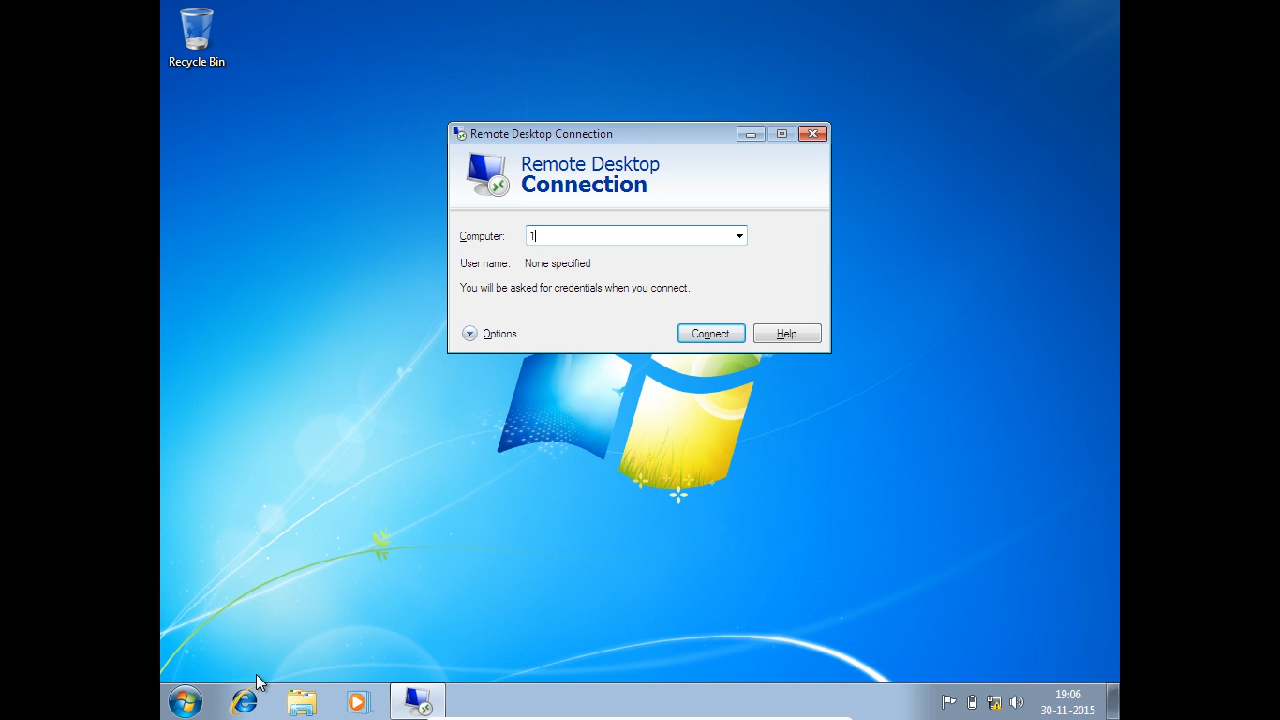 Recycle Bin
Remote Desktop Connection
Remote Desktop
Connection
Computer: 1
User name: None specified
You will be asked for credentials when you connect.
Options
Connect
Help
19:06
30-11-2015